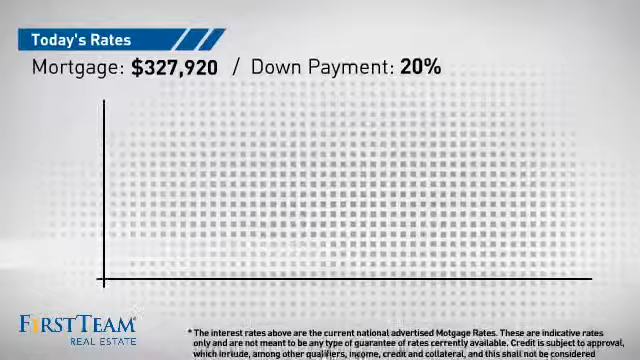 Today's Rates
Mortgage: $327,920 / Down Payment: 20%
FIRSTTEAM®
REAL ESTATE
* The interest rates above are the current national advertised Motgage Rates. These are indicative rates
only and are not meant to be any type of guarantee of rates cerrently available. Credit is subject to approval,
which include, among other qualifiers, income, credit and collateral, and this shall not be considered